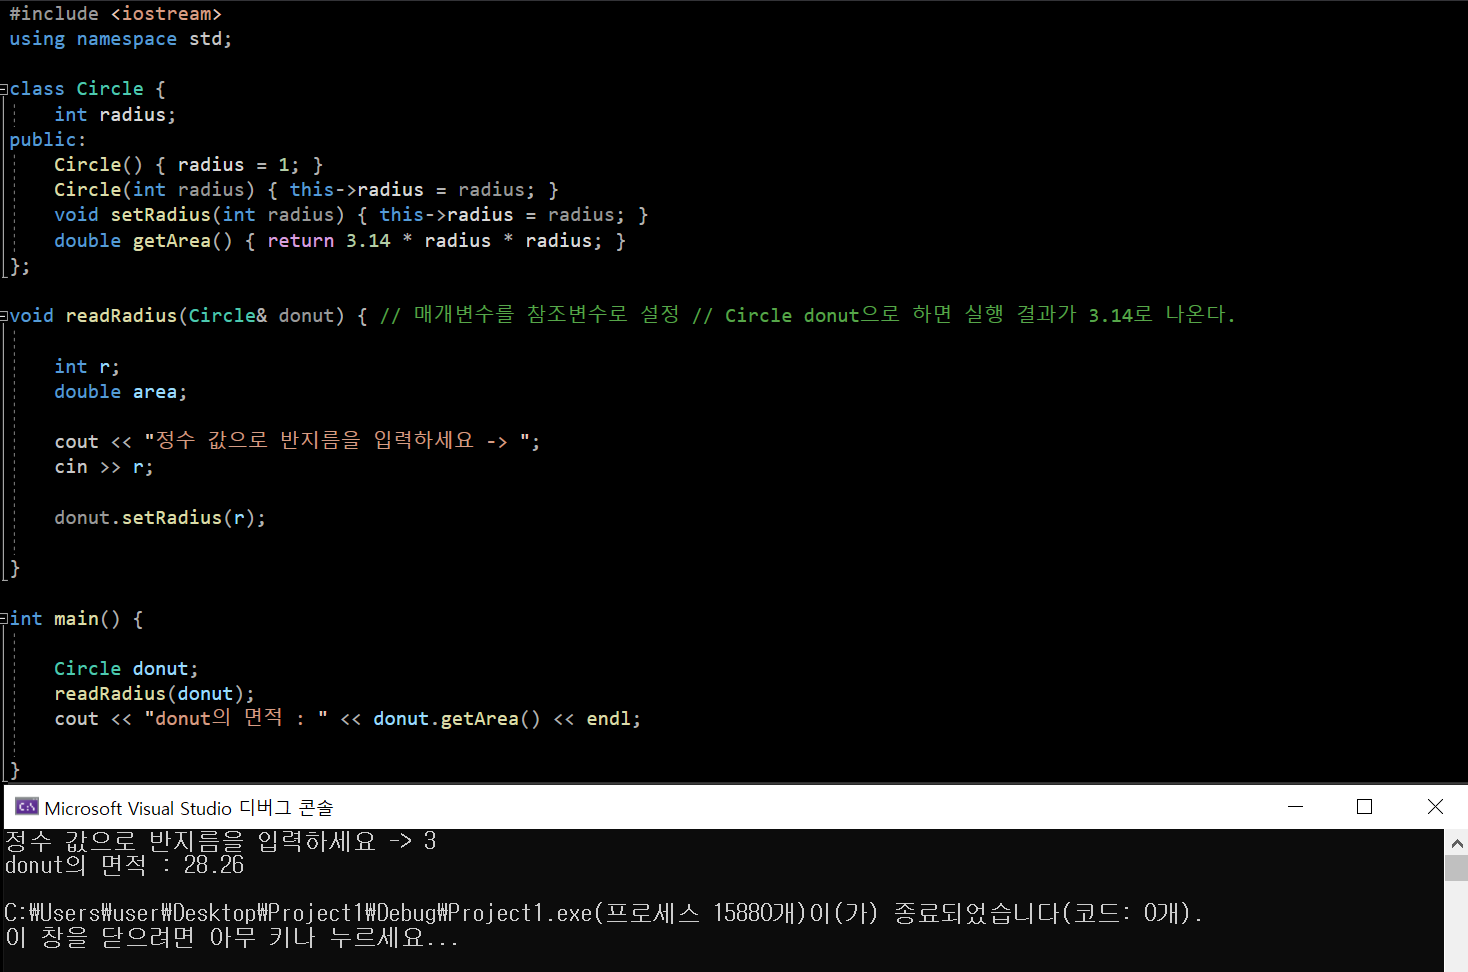 #include <iostream>
using namespace std;
class Circle {
int radius;
public:
Circle() { radius = 1; }
Circle(int radius) { this->radius = radius; }
void setRadius(int radius) { this->radius = radius; }
double getArea() { return 3.14 * radius * radius; }
};
void readRadius(Circle& donut) { // 매개변수를 참조변수로 설정 // Circle donut으로 하면 실행 결과가 3.14로 나온다.
int r;
double area;
cout << "정수 값으로 반지름을 입력하세요 -> ";
cin >> r;
donut.setRadius(r);
}
int main() {
Circle donut;
readRadius(donut);
cout << "donut의 면적 : " << donut.getArea() << endl;
}
C:\ Microsoft Visual Studio 디버그 콘솔
정수 값으로 반지름을 입력하세요 -> 3
donut의 면적 : 28.26
C:₩Users₩user₩Desktop₩Project1₩Debug₩Project1.exe(프로세스 15880개)이(가) 종료되었습니다(코드: 0개).
이 창을 닫으려면 아무 키나 누르세요...